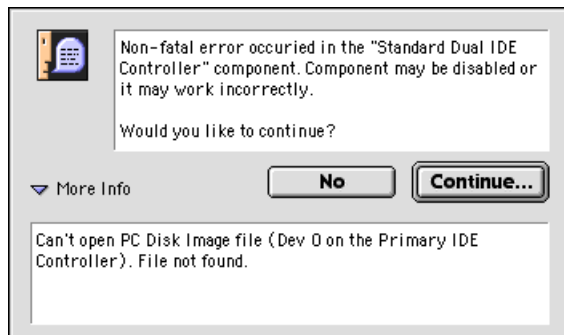 Non-fatal error occuried in the "Standard Dual IDE
Controller" component. Component may be disabled or
it may work incorrectly.
Would you like to continue?
More Info
No
Continue...
Can't open PC Disk Image file (Dev 0 on the Primary IDE
Controller). File not found.